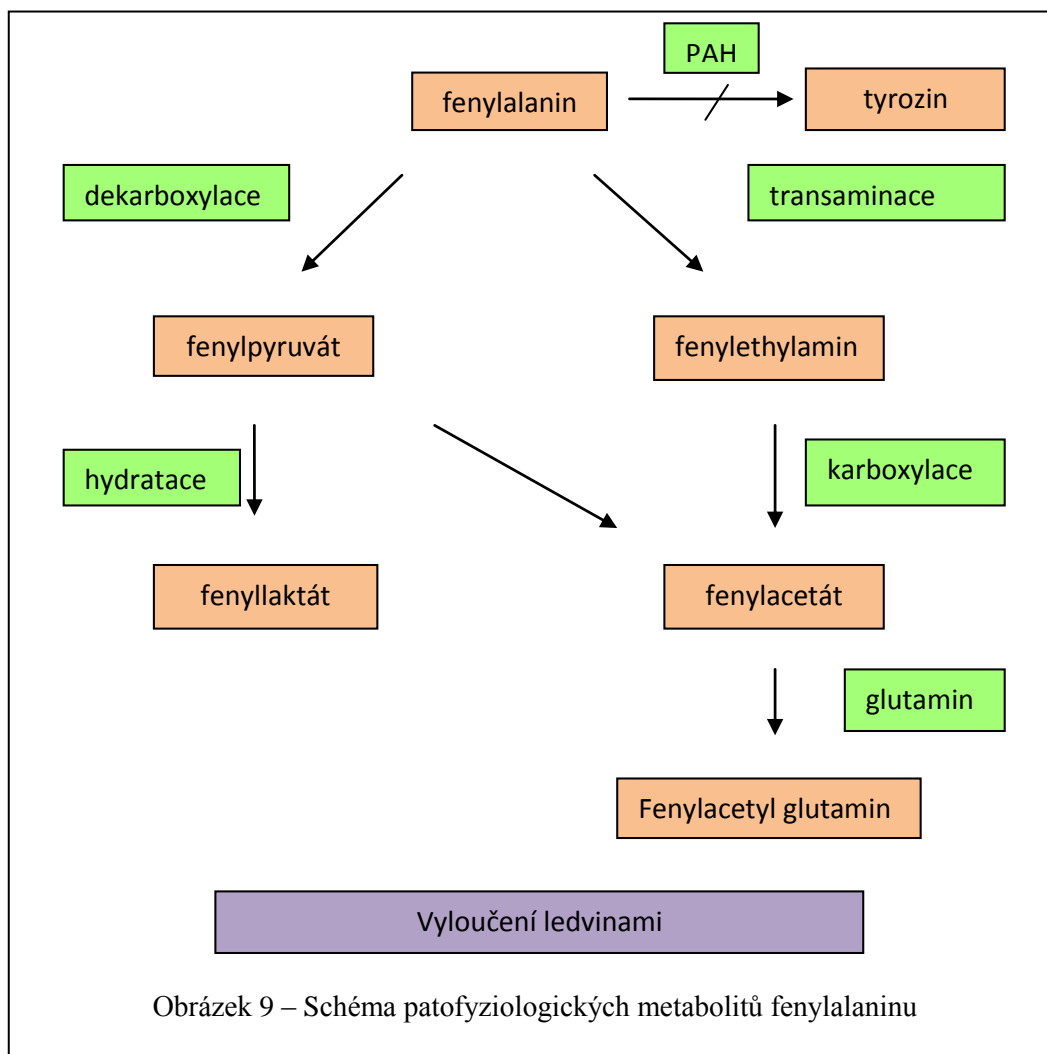 PAH
fenylalanin
tyrozin
dekarboxylace
transaminace
fenylpyruvát
fenylethylamin
hydratace
karboxylace
fenyllaktát
fenylacetát
glutamin
Fenylacetyl glutamin
Vyloučení ledvinami
Obrázek 9 – Schéma patofyziologických metabolitů fenylalaninu